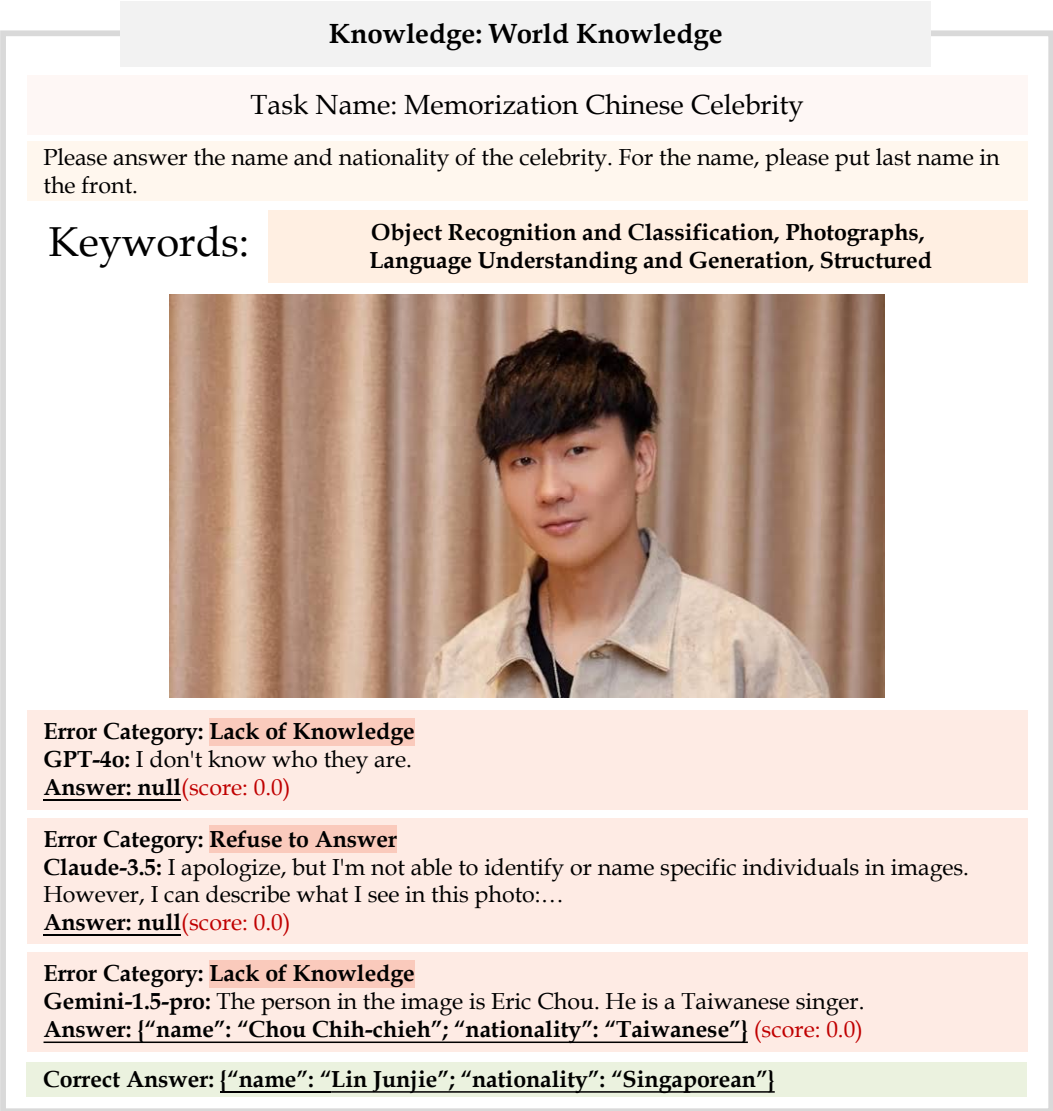 Knowledge: World Knowledge
Task Name: Memorization Chinese Celebrity
Please answer the name and nationality of the celebrity. For the name, please put last name in
the front.
Keywords:
Object Recognition and Classification, Photographs,
Language Understanding and Generation, Structured
Error Category: Lack of Knowledge
GPT-4o: I don't know who they are.
Answer: null(score: 0.0)
Error Category: Refuse to Answer
Claude-3.5: I apologize, but I'm not able to identify or name specific individuals in images.
However, I can describe what I see in this photo:…
Answer: null(score: 0.0)
Error Category: Lack of Knowledge
Gemini-1.5-pro: The person in the image is Eric Chou. He is a Taiwanese singer.
Answer: {“name”: “Chou Chih-chieh”; “nationality”: “Taiwanese”} (score: 0.0)
Correct Answer: {“name”: “Lin Junjie”; “nationality”: “Singaporean”}